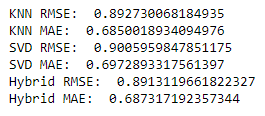 KNN RMSE:  0.892730068184935
KNN MAE:  0.6850018934094976
SVD RMSE:  0.9005959847851175
SVD MAE:  0.6972893317561397
Hybrid RMSE:  0.8913119661822327
Hybrid MAE:  0.687317192357344